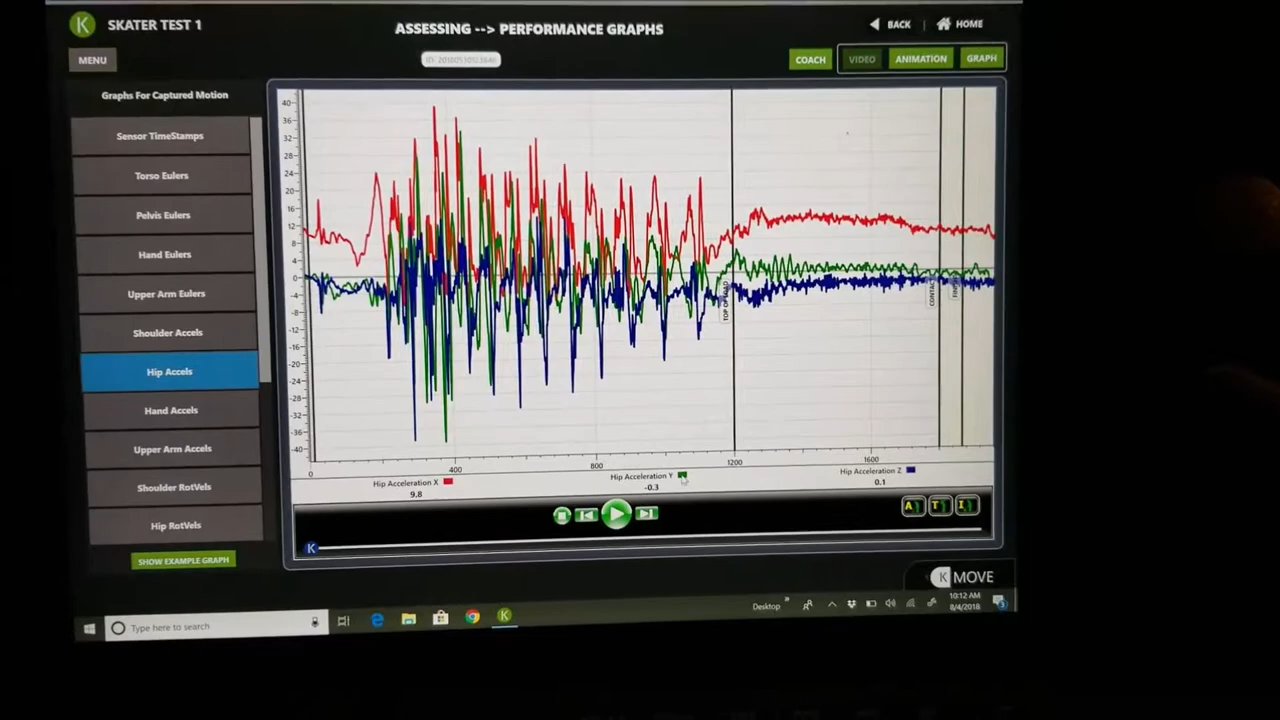 K SKATER TEST 1
ASSESSING --> PERFORMANCE GRAPHS
BACK | HOME
MENU
COACH VIDEO ANIMATION GRAPH
Graphs For Captured Motion
Sensor TimeStamps
Torso Eulers
Pelvis Eulers
Hand Eulers
Upper Arm Eulers
Shoulder Accels
Hip Accels
Hand Accels
Upper Arm Accels
Shoulder RotVels
Hip RotVels
SHOW EXAMPLE GRAPH
40
36
32
28
24
20
16
12
8
4
0
-4
-8
-12
-16
-20
-24
-28
-32
-36
-40
TOP OF LOAD
CONTACT
0 400 800 1200 1600
Hip Acceleration X Hip Acceleration Y Hip Acceleration Z
9.8 -0.3 0.1
A T I
K
K MOVE
Type here to search
K
Desktop
10:12 AM
8/4/2018